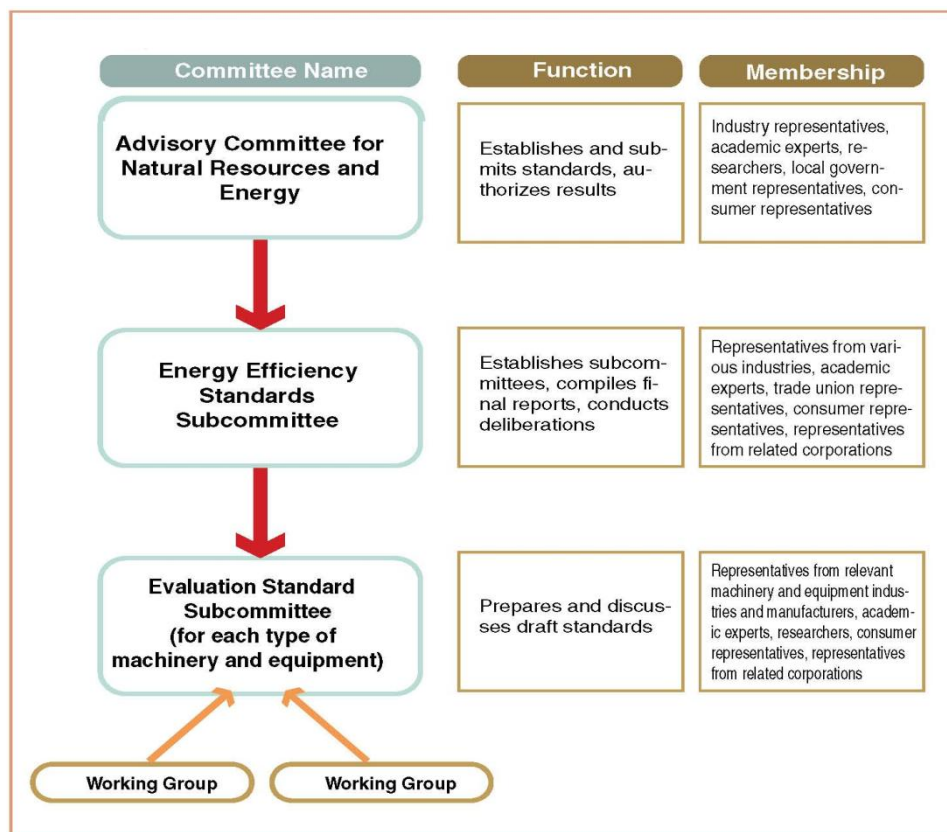 Committee Name
Function
Membership
Advisory Committee for
Natural Resources and
Energy
Establishes and sub-
mits standards, au-
thorizes results
Industry representatives,
academic experts, re-
searchers, local govern-
ment representatives, con-
sumer representatives
Energy Efficiency
Standards
Subcommittee
Establishes subcom-
mittees, compiles fi-
nal reports, conducts
deliberations
Representatives from vari-
ous industries, academic
experts, trade union repre-
sentatives, consumer repre-
sentatives, representatives
from related corporations
Evaluation Standard
Subcommittee
(for each type of
machinery and equipment)
Prepares and discus-
ses draft standards
Representatives from relevant
machinery and equipment indus-
tries and manufacturers, academ-
ic experts, researchers, consumer
representatives, representatives
from related corporations
Working Group
Working Group